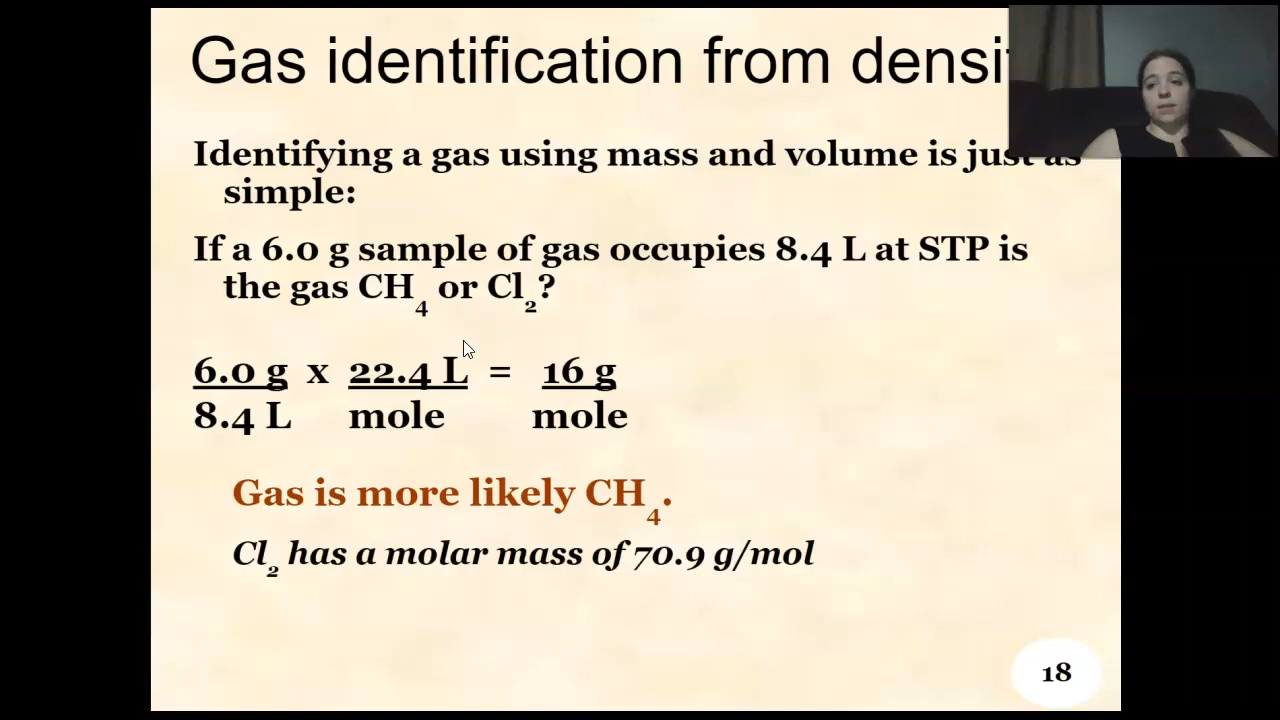 Gas identification from densi
Identifying a gas using mass and volume is just as
simple:
If a 6.0 g sample of gas occupies 8.4 L at STP is
the gas CH₄ or Cl₂?
6.0 g x 22.4 L = 16 g
8.4 L mole mole
Gas is more likely CH₄.
Cl₂ has a molar mass of 70.9 g/mol
18